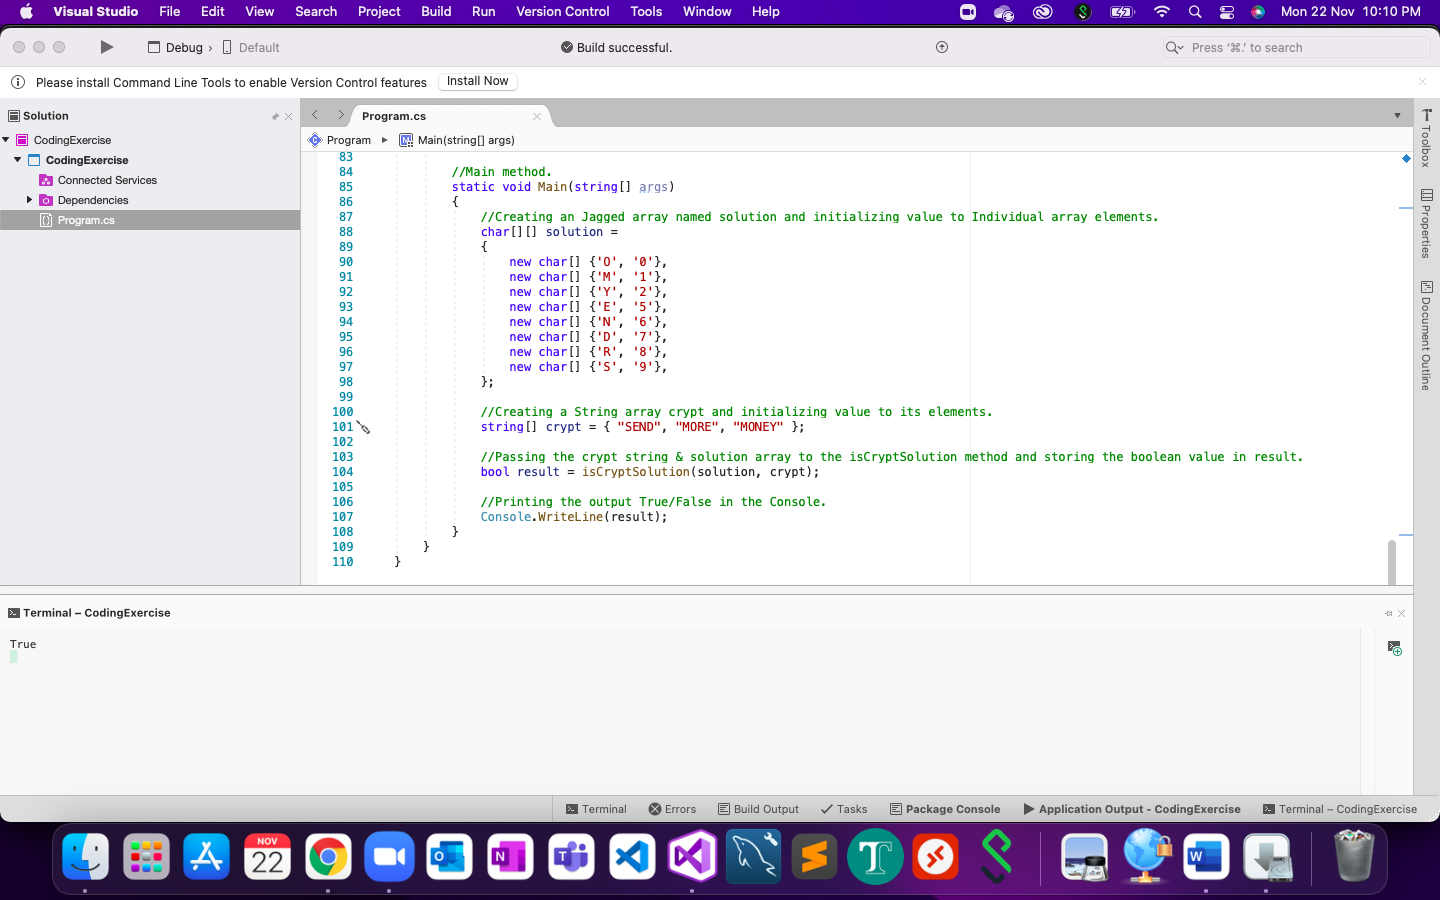 Visual Studio File Edit View Search Project Build Run Version Control Tools Window Help Mon 22 Nov 10:10 PM
Debug › Default Build successful. Press '⌘.' to search
Please install Command Line Tools to enable Version Control features Install Now
Solution
CodingExercise
CodingExercise
Connected Services
Dependencies
Program.cs
Program.cs
Program ▸ Main(string[] args)
83
84 //Main method.
85 static void Main(string[] args)
86 {
87 //Creating an Jagged array named solution and initializing value to Individual array elements.
88 char[][] solution =
89 {
90 new char[] {'O', '0'},
91 new char[] {'M', '1'},
92 new char[] {'Y', '2'},
93 new char[] {'E', '5'},
94 new char[] {'N', '6'},
95 new char[] {'D', '7'},
96 new char[] {'R', '8'},
97 new char[] {'S', '9'},
98 };
99
100 //Creating a String array crypt and initializing value to its elements.
101 string[] crypt = { "SEND", "MORE", "MONEY" };
102
103 //Passing the crypt string & solution array to the isCryptSolution method and storing the boolean value in result.
104 bool result = isCryptSolution(solution, crypt);
105
106 //Printing the output True/False in the Console.
107 Console.WriteLine(result);
108 }
109 }
110 }
Toolbox
Properties
Document Outline
Terminal – CodingExercise
True
Terminal Errors Build Output Tasks Package Console Application Output - CodingExercise Terminal – CodingExercise
NOV
22